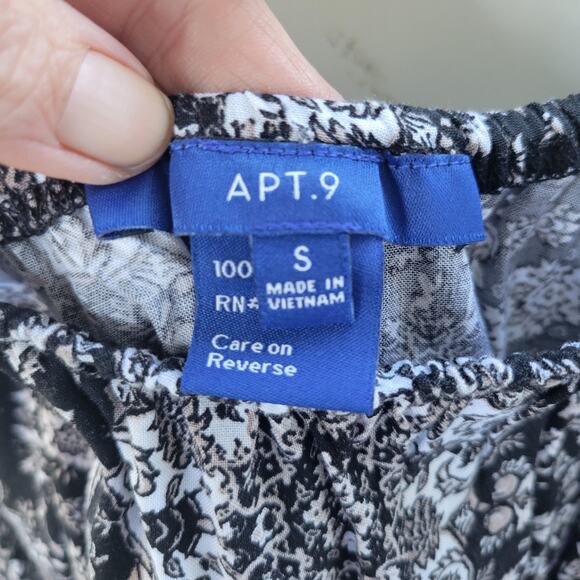 APT.9
S
MADE IN
VIETNAM
100
RN#
Care on
Reverse